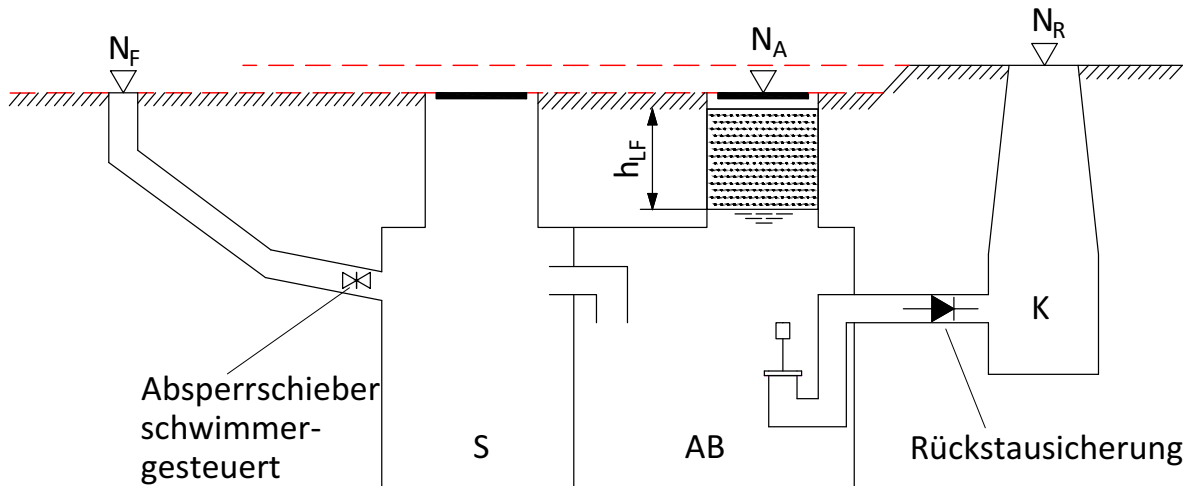 N_F
N_A
N_R
h_LF
K
Absperrschieber
schwimmer-
gesteuert
S
AB
Rückstausicherung